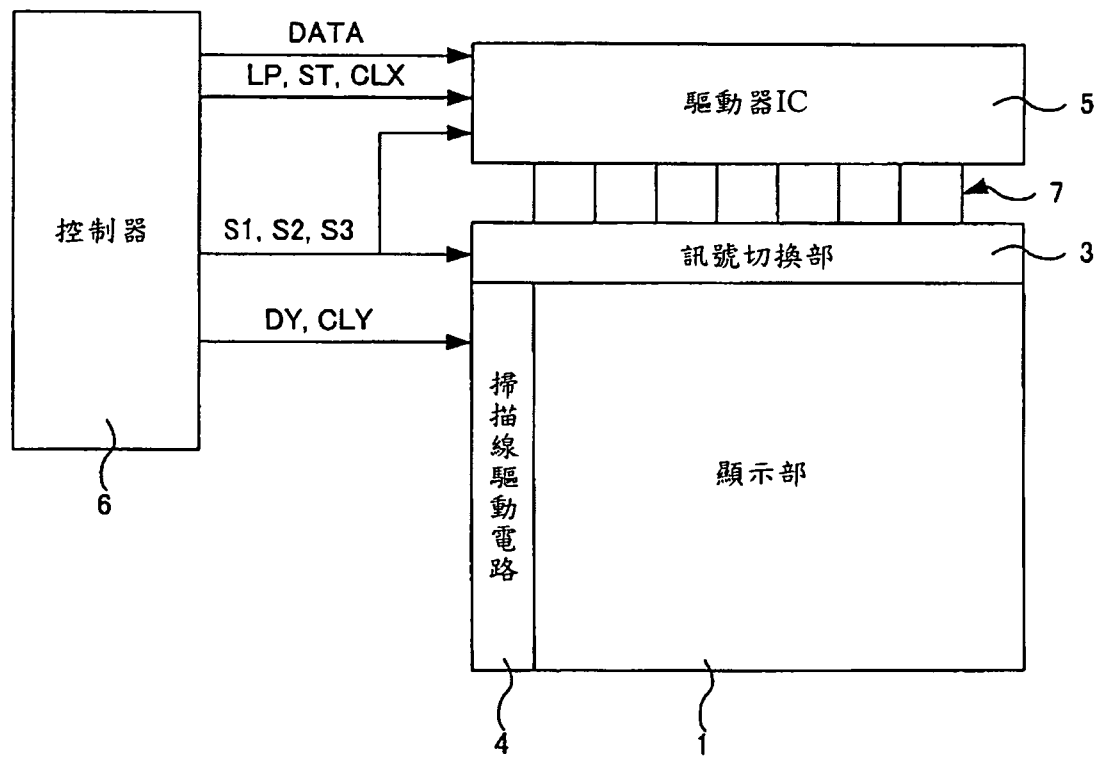 DATA
LP, ST, CLX
驅動器IC
5
7
控制器
S1, S2, S3
訊號切換部
3
DY, CLY
掃描線驅動電路
顯示部
6
4
1